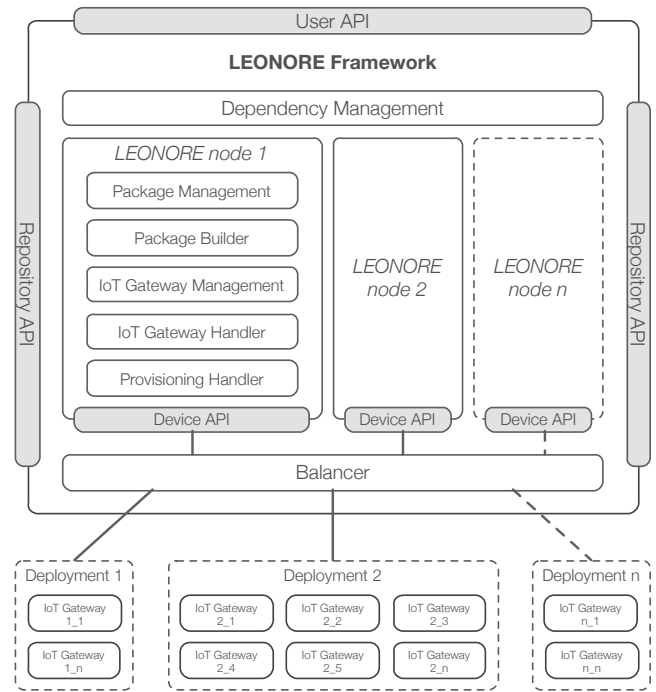 User API
LEONORE Framework
Dependency Management
Repository API
LEONORE node 1
Package Management
Package Builder
IoT Gateway Management
IoT Gateway Handler
Provisioning Handler
Device API
LEONORE
node 2
Device API
LEONORE
node n
Device API
Repository API
Balancer
Deployment 1
IoT Gateway
1_1
IoT Gateway
1_n
Deployment 2
IoT Gateway
2_1
IoT Gateway
2_2
IoT Gateway
2_3
IoT Gateway
2_4
IoT Gateway
2_5
IoT Gateway
2_n
Deployment n
IoT Gateway
n_1
IoT Gateway
n_n